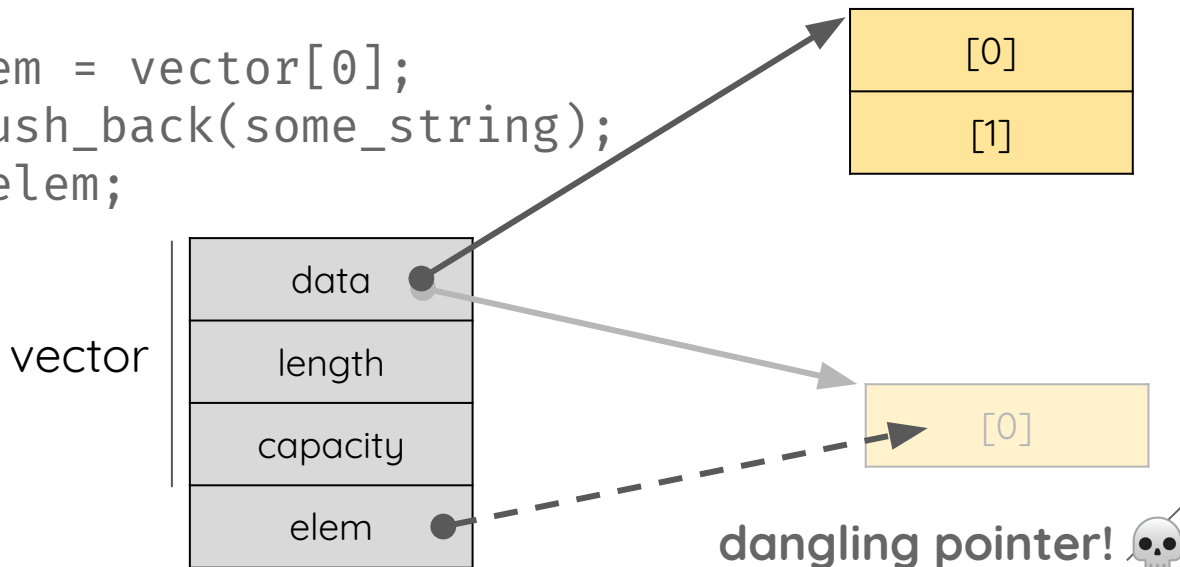 em = vector[0];
ush_back(some_string);
elem;
[0]
[1]
data
vector
length
capacity
elem
[0]
dangling pointer! 💀